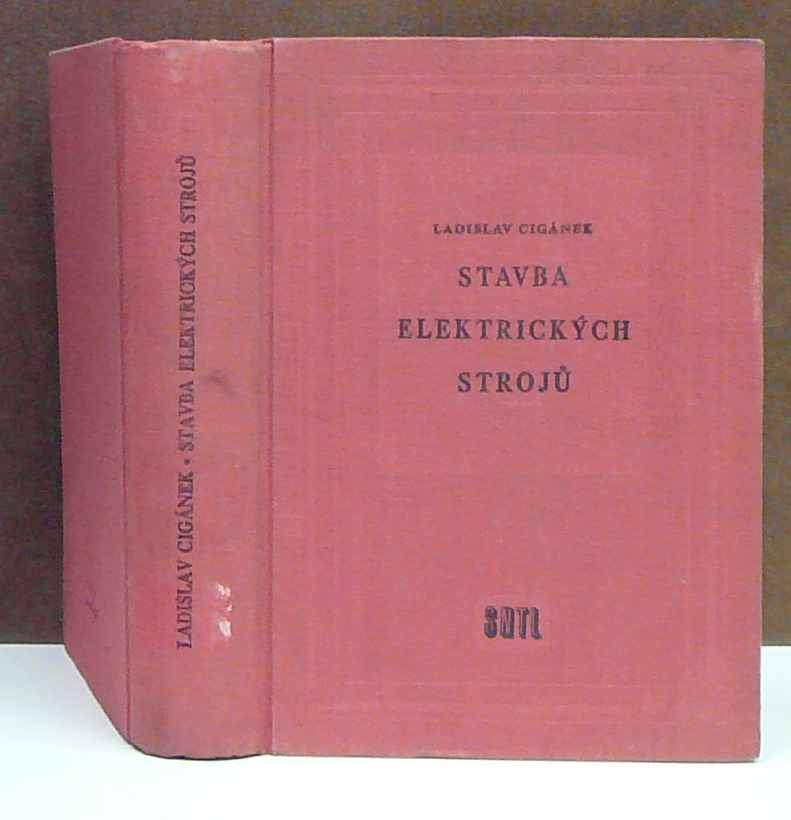 LADISLAV CIGÁNEK • STAVBA ELEKTRICKÝCH STROJŮ
LADISLAV CIGÁNEK
STAVBA
ELEKTRICKÝCH
STROJŮ
SNTL